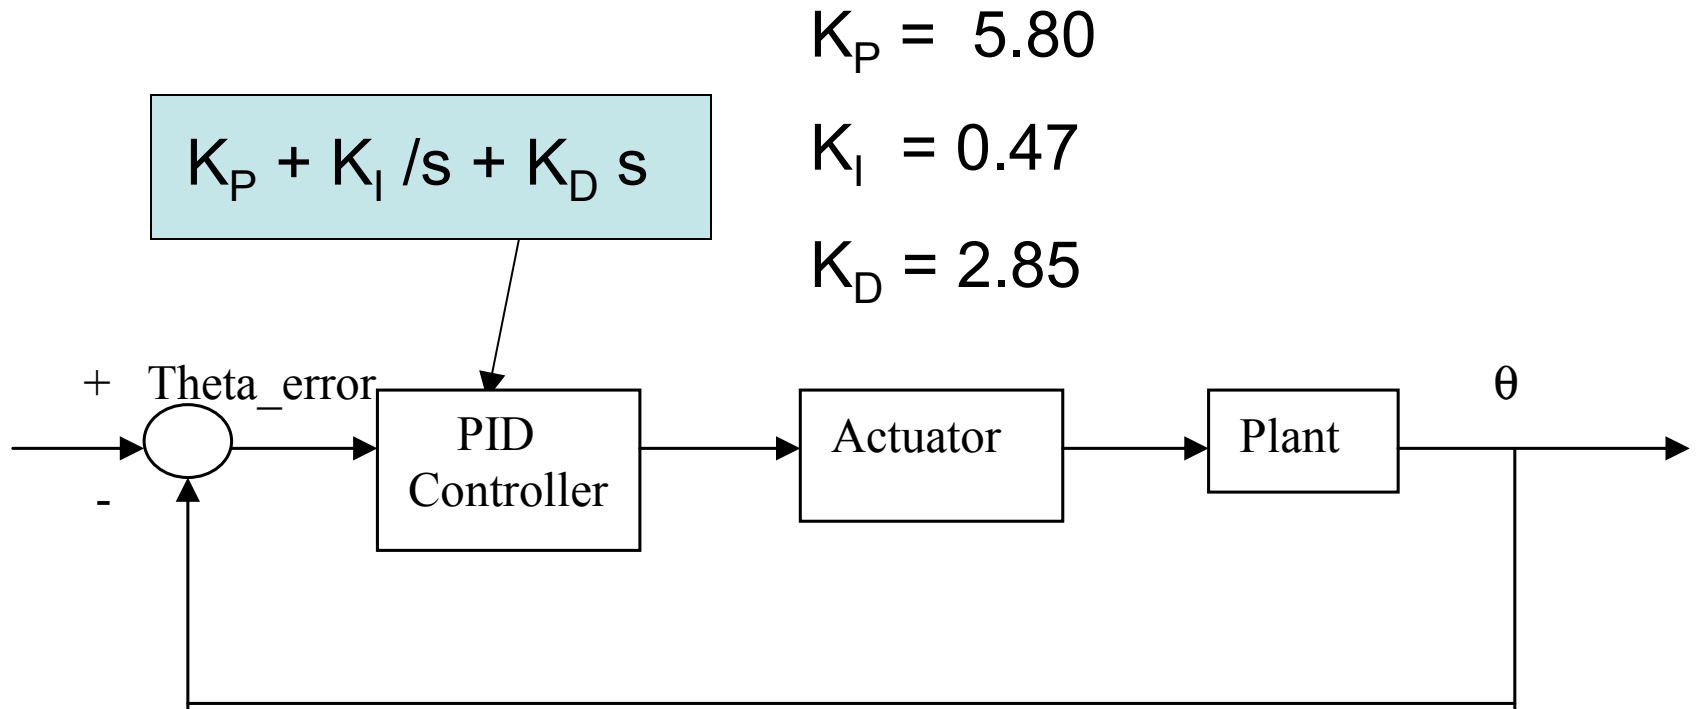 K_P = 5.80
K_P + K_I /s + K_D s
K_I = 0.47
K_D = 2.85
+ Theta_error
-
PID
Controller
Actuator
Plant
θ